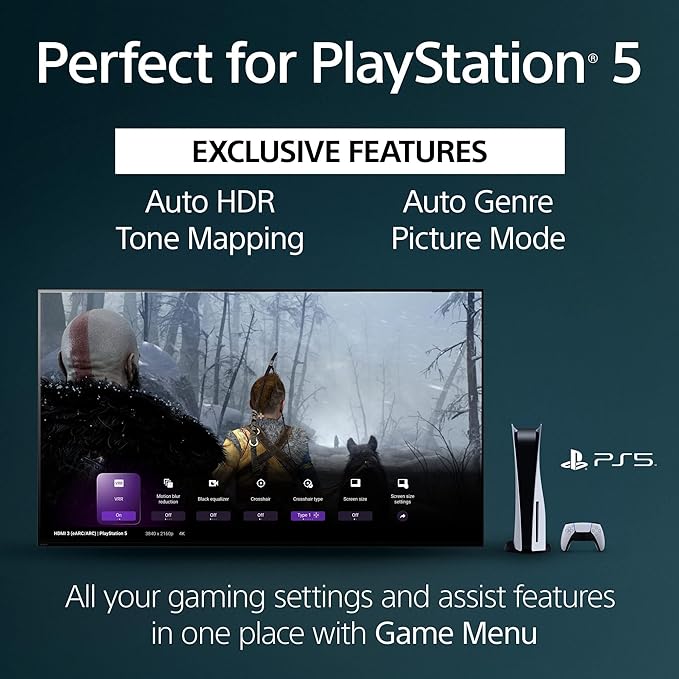 Perfect for PlayStation® 5
EXCLUSIVE FEATURES
Auto HDR
Tone Mapping
Auto Genre
Picture Mode
VRR
On
Motion blur
reduction
Off
Black equalizer
Off
Crosshair
Off
Crosshair type
Type 1
Screen size
Off
Screen size
settings
HDMI 3 (eARC/ARC) | PlayStation 5 3840 x 2160p 4K
PS5
All your gaming settings and assist features
in one place with Game Menu